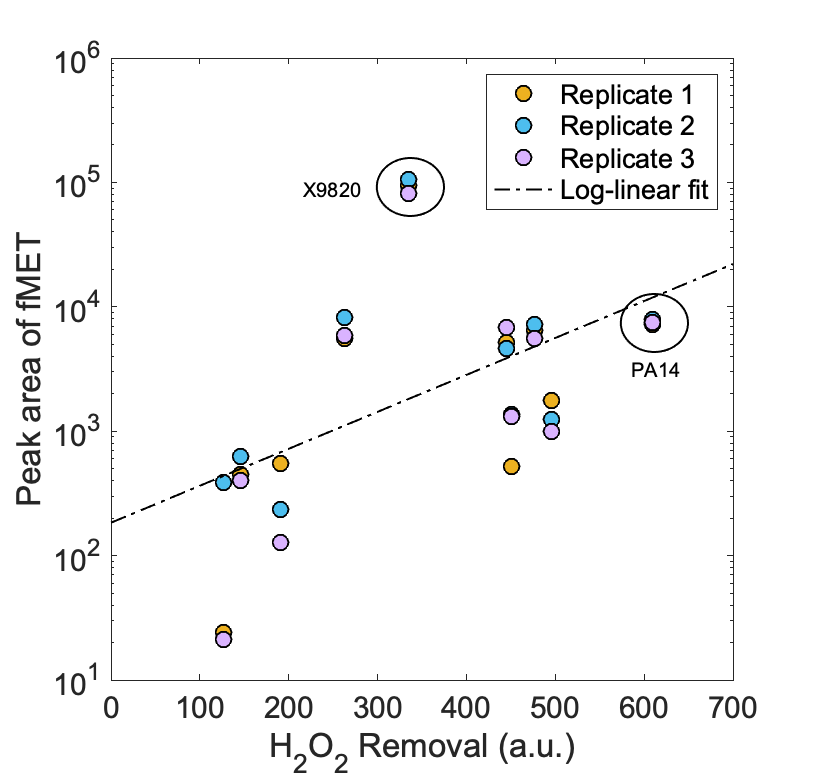 10^6
Replicate 1
Replicate 2
Replicate 3
Log-linear fit
10^5
X9820
10^4
PA14
10^3
10^2
10^1
Peak area of fMET
0 100 200 300 400 500 600 700
H₂O₂ Removal (a.u.)